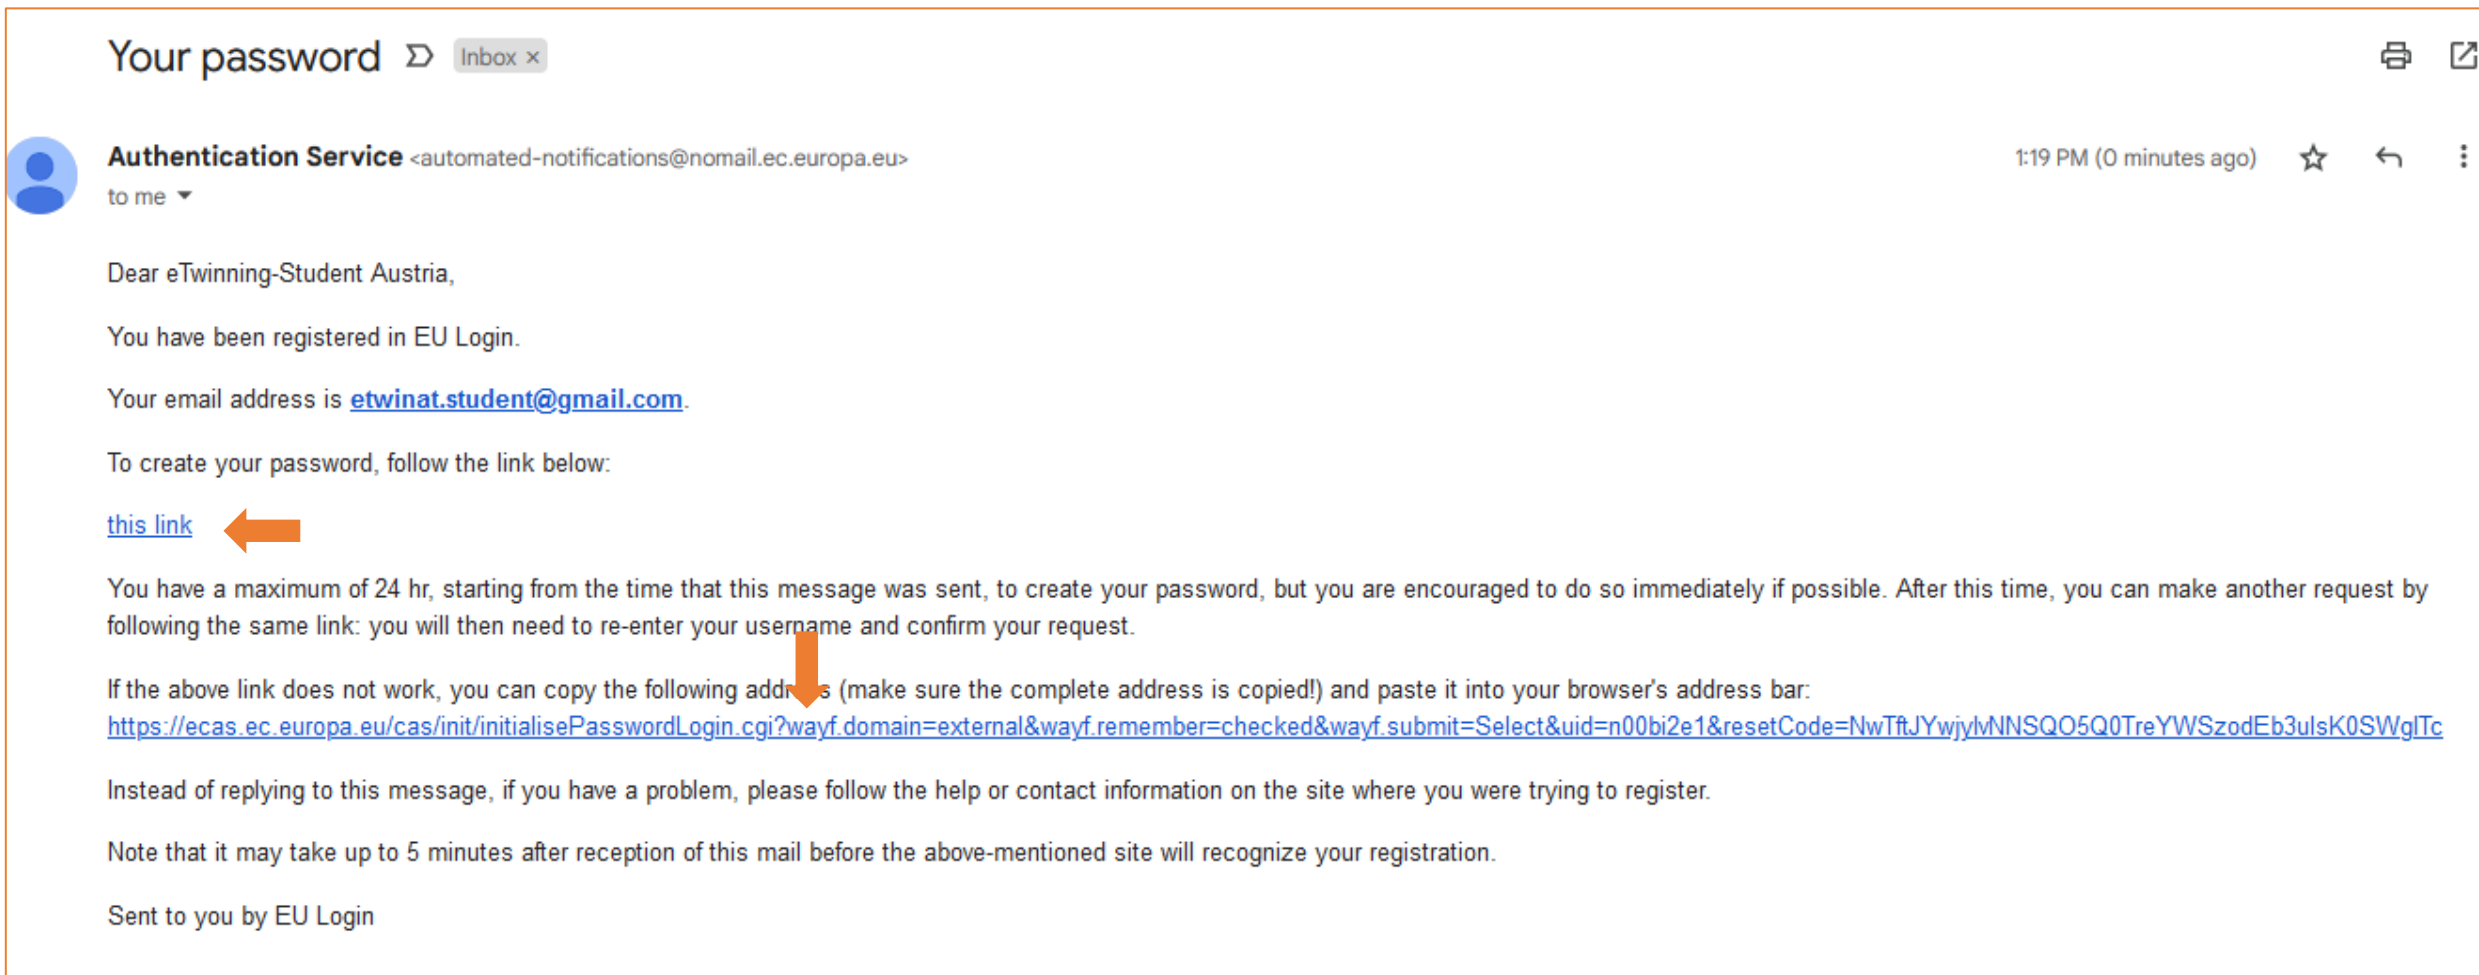 Your password Inbox ×
Authentication Service <automated-notifications@nomail.ec.europa.eu> 1:19 PM (0 minutes ago)
to me
Dear eTwinning-Student Austria,
You have been registered in EU Login.
Your email address is etwinat.student@gmail.com.
To create your password, follow the link below:
this link
You have a maximum of 24 hr, starting from the time that this message was sent, to create your password, but you are encouraged to do so immediately if possible. After this time, you can make another request by
following the same link: you will then need to re-enter your username and confirm your request.
If the above link does not work, you can copy the following address (make sure the complete address is copied!) and paste it into your browser's address bar:
https://ecas.ec.europa.eu/cas/init/initialisePasswordLogin.cgi?wayf.domain=external&wayf.remember=checked&wayf.submit=Select&uid=n00bi2e1&resetCode=
Instead of replying to this message, if you have a problem, please follow the help or contact information on the site where you were trying to register.
Note that it may take up to 5 minutes after reception of this mail before the above-mentioned site will recognize your registration.
Sent to you by EU Login